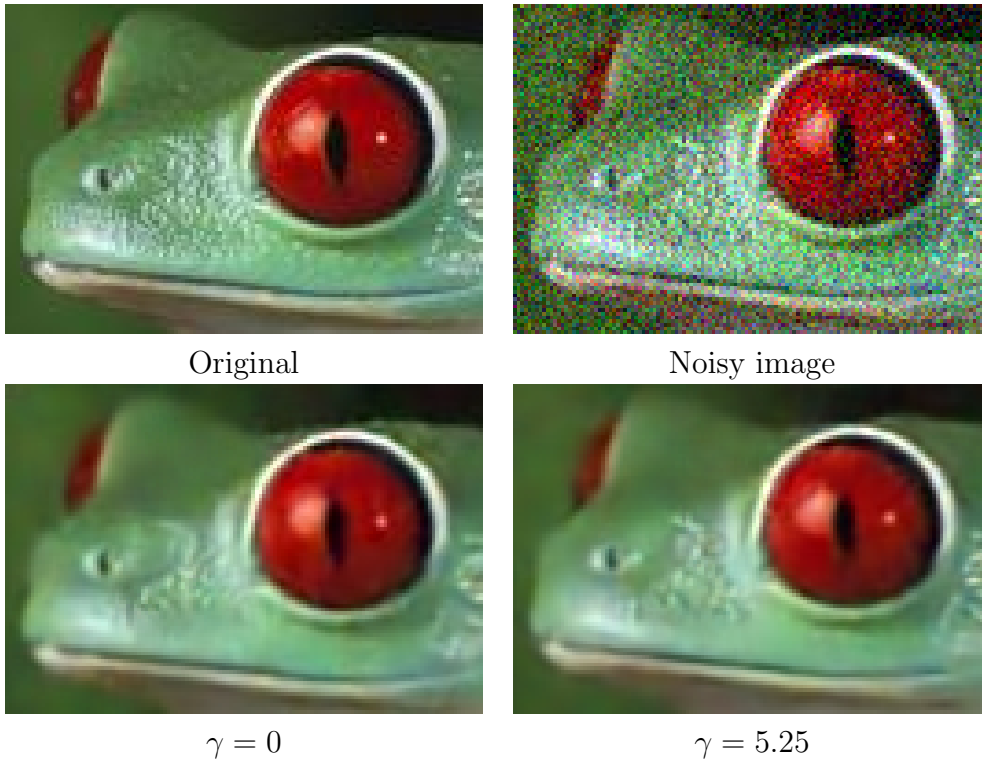 Original
Noisy image
γ = 0
γ = 5.25